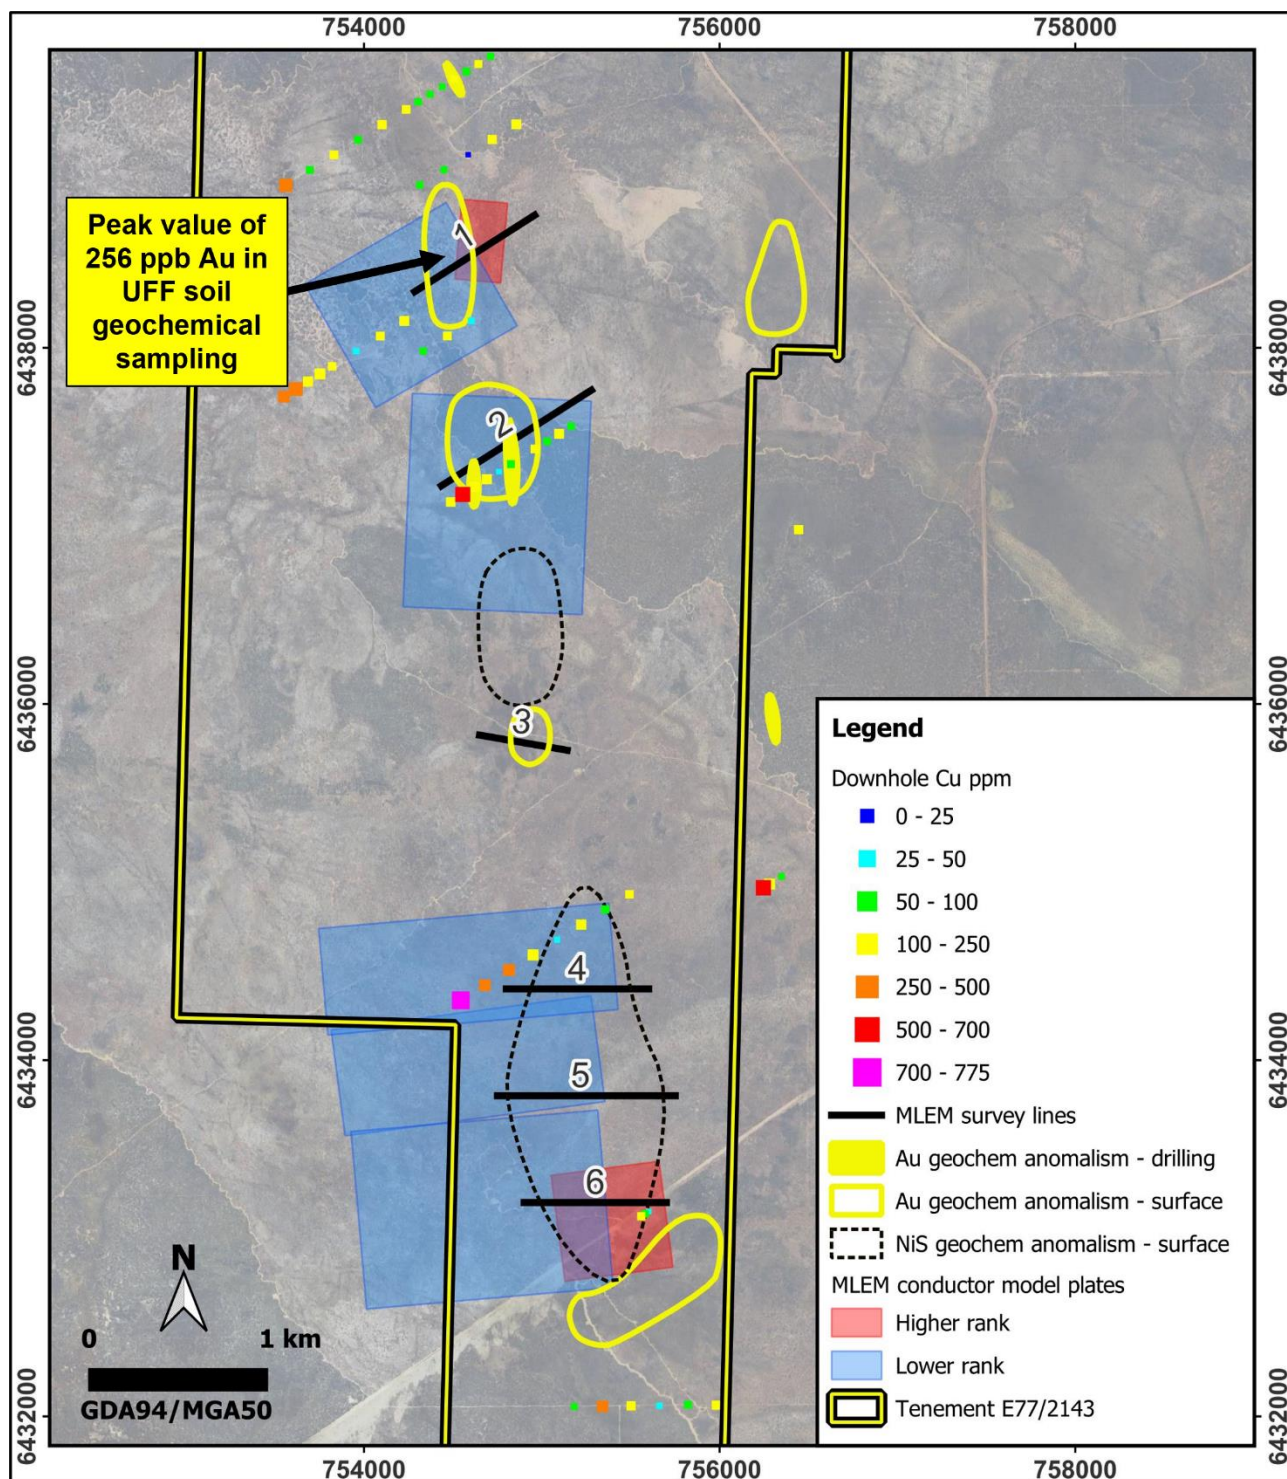 754000
756000
758000
Peak value of
256 ppb Au in
UFF soil
geochemical
sampling
1
2
3
4
5
6
6438000
6436000
6434000
6432000
6438000
6436000
6434000
6432000
Legend
Downhole Cu ppm
0 - 25
25 - 50
50 - 100
100 - 250
250 - 500
500 - 700
700 - 775
MLEM survey lines
Au geochem anomalism - drilling
Au geochem anomalism - surface
NiS geochem anomalism - surface
MLEM conductor model plates
Higher rank
Lower rank
Tenement E77/2143
N
0 1 km
GDA94/MGA50
754000
756000
758000